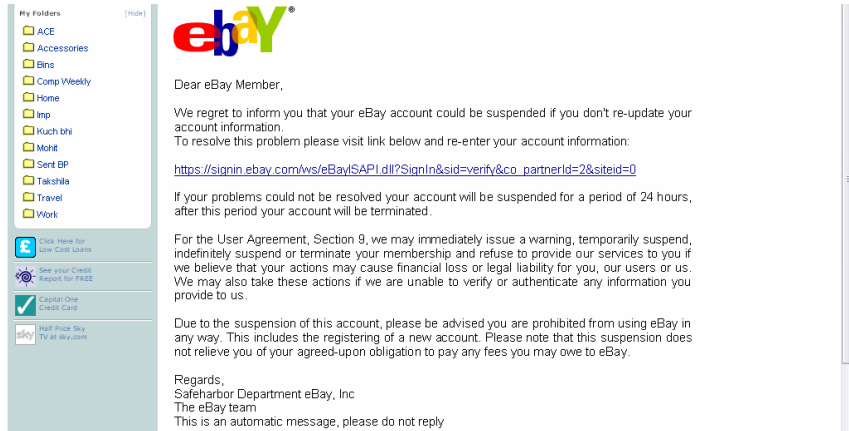 My Folders [Hide]
ACE
Accessories
Bins
Comp Weekly
Home
Imp
Kuch bhi
Mohit
Sent BP
Takshila
Travel
Work
Click Here for
Low Cost Loans
See your Credit
Report for FREE
Capital One
Credit Card
sky
Half Price Sky
TV at sky.com
ebaY®
Dear eBay Member,
We regret to inform you that your eBay account could be suspended if you don't re-update your
account information.
To resolve this problem please visit link below and re-enter your account information:
https://signin.ebay.com/ws/eBayISAPI.dll?SignIn&sid=verify&co_partnerId=2&siteid=0
If your problems could not be resolved your account will be suspended for a period of 24 hours,
after this period your account will be terminated.
For the User Agreement, Section 9, we may immediately issue a warning, temporarily suspend,
indefinitely suspend or terminate your membership and refuse to provide our services to you if
we believe that your actions may cause financial loss or legal liability for you, our users or us.
We may also take these actions if we are unable to verify or authenticate any information you
provide to us.
Due to the suspension of this account, please be advised you are prohibited from using eBay in
any way. This includes the registering of a new account. Please note that this suspension does
not relieve you of your agreed-upon obligation to pay any fees you may owe to eBay.
Regards,
Safeharbor Department eBay, Inc
The eBay team
This is an automatic message, please do not reply